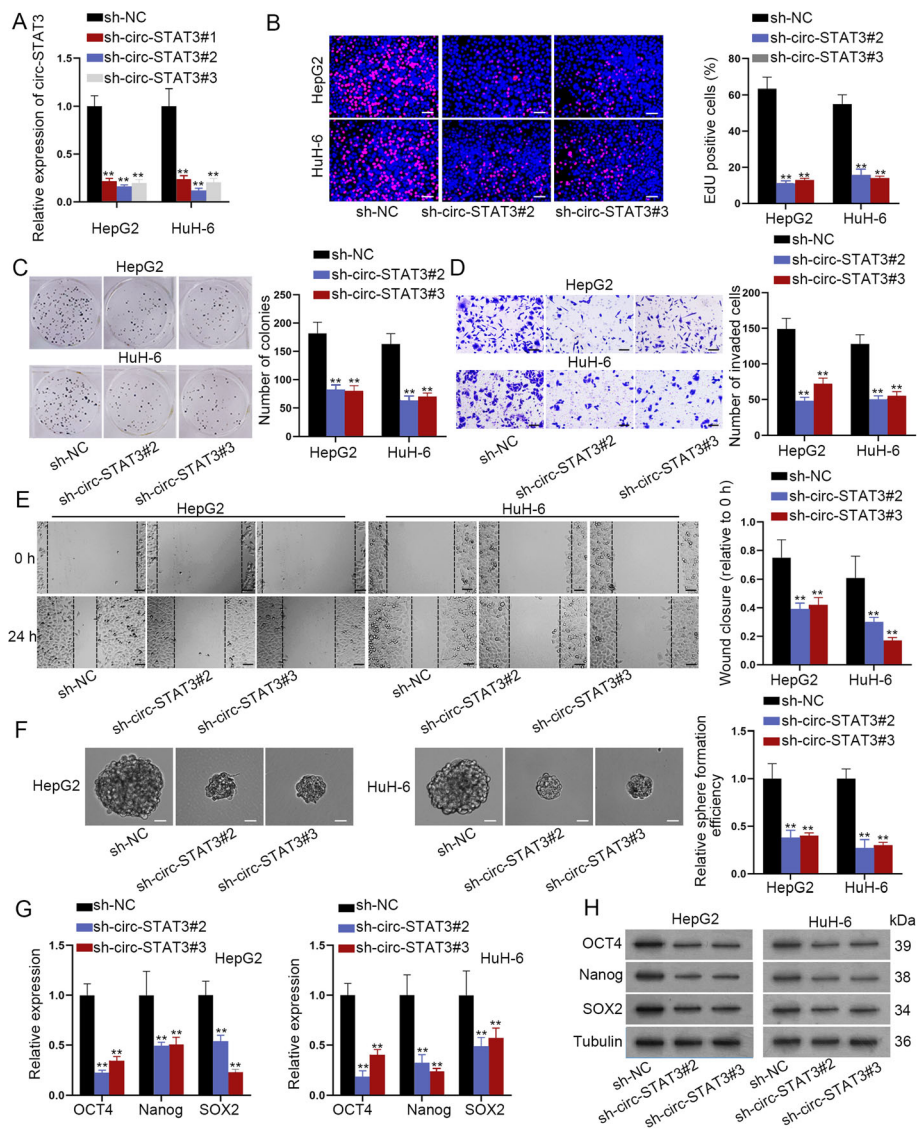 A
sh-NC
sh-circ-STAT3#1
sh-circ-STAT3#2
sh-circ-STAT3#3
Relative expression of circ-STAT3
1.5
1.0
0.5
0.0
** ** **
** ** **
HepG2 HuH-6
B
HepG2
HuH-6
sh-NC sh-circ-STAT3#2 sh-circ-STAT3#3
sh-NC
sh-circ-STAT3#2
sh-circ-STAT3#3
EdU positive cells (%)
80
60
40
20
0
** **
** **
HepG2 HuH-6
C
HepG2
HuH-6
sh-NC
sh-circ-STAT3#2
sh-circ-STAT3#3
sh-NC
sh-circ-STAT3#2
sh-circ-STAT3#3
Number of colonies
250
200
150
100
50
0
** **
** **
HepG2 HuH-6
D
HepG2
HuH-6
sh-NC
sh-circ-STAT3#2
sh-circ-STAT3#3
sh-NC
sh-circ-STAT3#2
sh-circ-STAT3#3
Number of invaded cells
200
150
100
50
0
** **
** **
HepG2 HuH-6
E
HepG2 HuH-6
0 h
24 h
sh-NC
sh-circ-STAT3#2
sh-circ-STAT3#3
sh-NC
sh-circ-STAT3#2
sh-circ-STAT3#3
sh-NC
sh-circ-STAT3#2
sh-circ-STAT3#3
Wound closure (relative to 0 h)
1.0
0.8
0.6
0.4
0.2
0.0
** **
** **
HepG2 HuH-6
F
HepG2
sh-NC
sh-circ-STAT3#2
sh-circ-STAT3#3
HuH-6
sh-NC
sh-circ-STAT3#2
sh-circ-STAT3#3
sh-NC
sh-circ-STAT3#2
sh-circ-STAT3#3
Relative sphere formation
efficiency
1.5
1.0
0.5
0.0
** **
** **
HepG2 HuH-6
G
sh-NC
sh-circ-STAT3#2
sh-circ-STAT3#3
HepG2
Relative expression
1.5
1.0
0.5
0.0
** **
** **
** **
OCT4 Nanog SOX2
sh-NC
sh-circ-STAT3#2
sh-circ-STAT3#3
HuH-6
Relative expression
1.5
1.0
0.5
0.0
** **
** **
** **
OCT4 Nanog SOX2
H
HepG2 HuH-6 kDa
OCT4 39
Nanog 38
SOX2 34
Tubulin 36
sh-NC
sh-circ-STAT3#2
sh-circ-STAT3#3
sh-NC
sh-circ-STAT3#2
sh-circ-STAT3#3